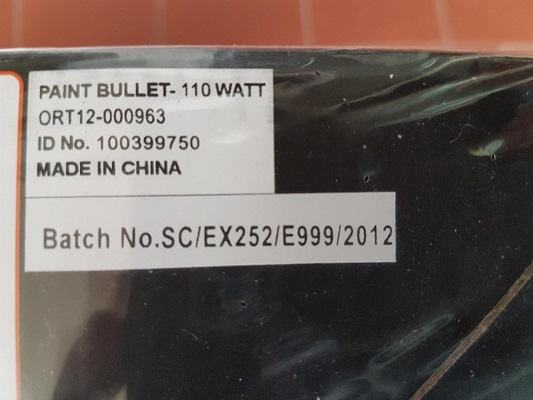 PAINT BULLET- 110 WATT
ORT12-000963
ID No. 100399750
MADE IN CHINA
Batch No.SC/EX252/E999/2012